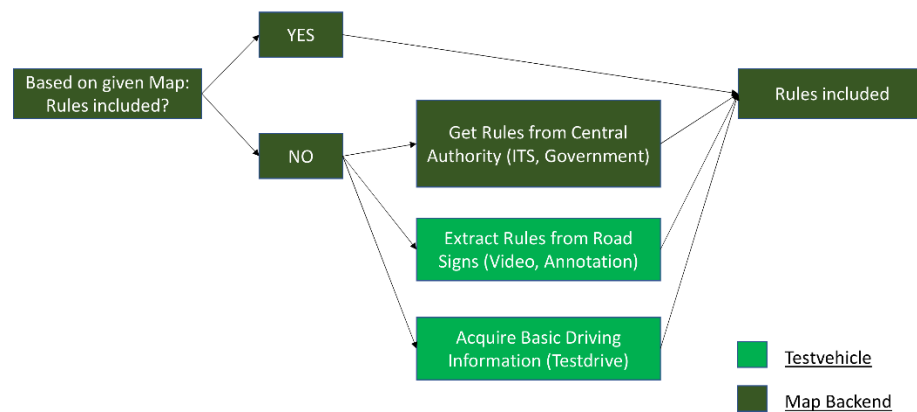 YES
Based on given Map:
Rules included?
Rules included
NO
Get Rules from Central
Authority (ITS, Government)
Extract Rules from Road
Signs (Video, Annotation)
Acquire Basic Driving
Information (Testdrive)
Testvehicle
Map Backend